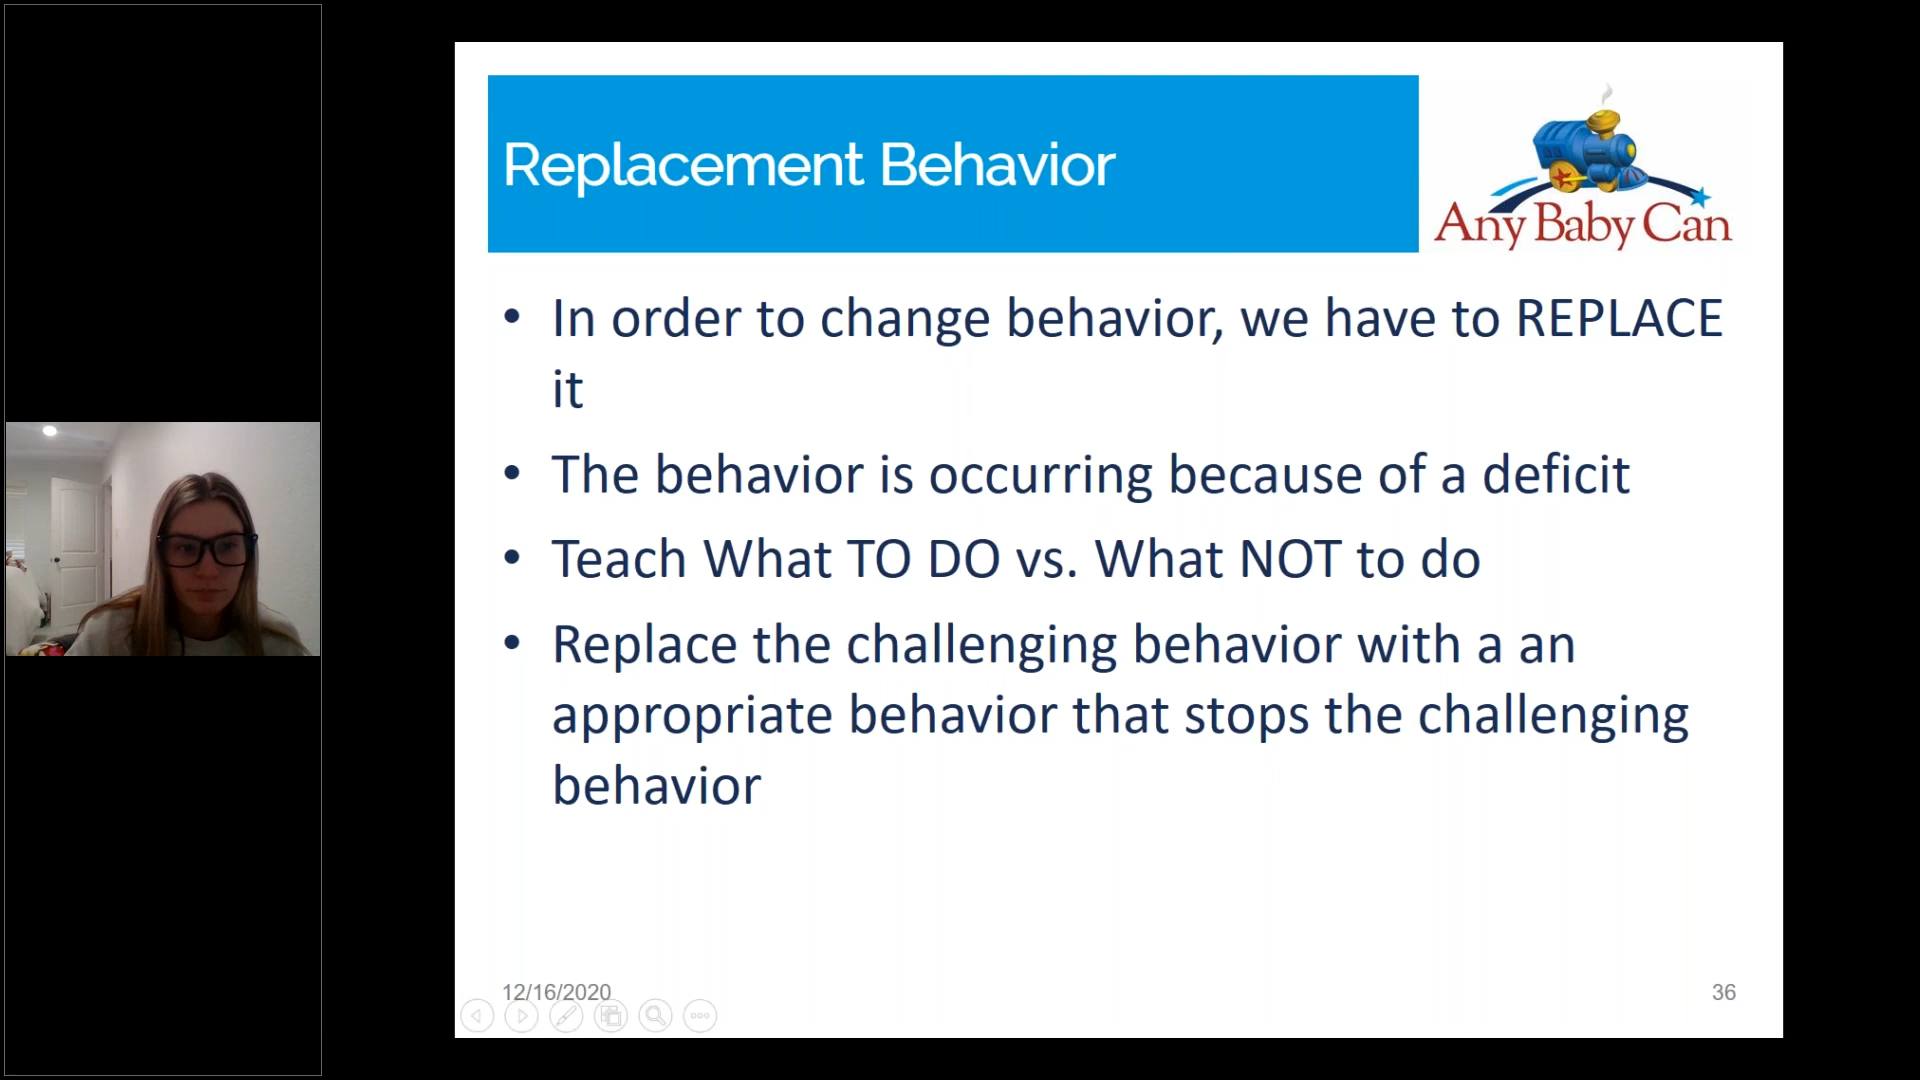 Replacement Behavior
Any Baby Can
• In order to change behavior, we have to REPLACE
it
• The behavior is occurring because of a deficit
• Teach What TO DO vs. What NOT to do
• Replace the challenging behavior with a an
appropriate behavior that stops the challenging
behavior
12/16/2020
36